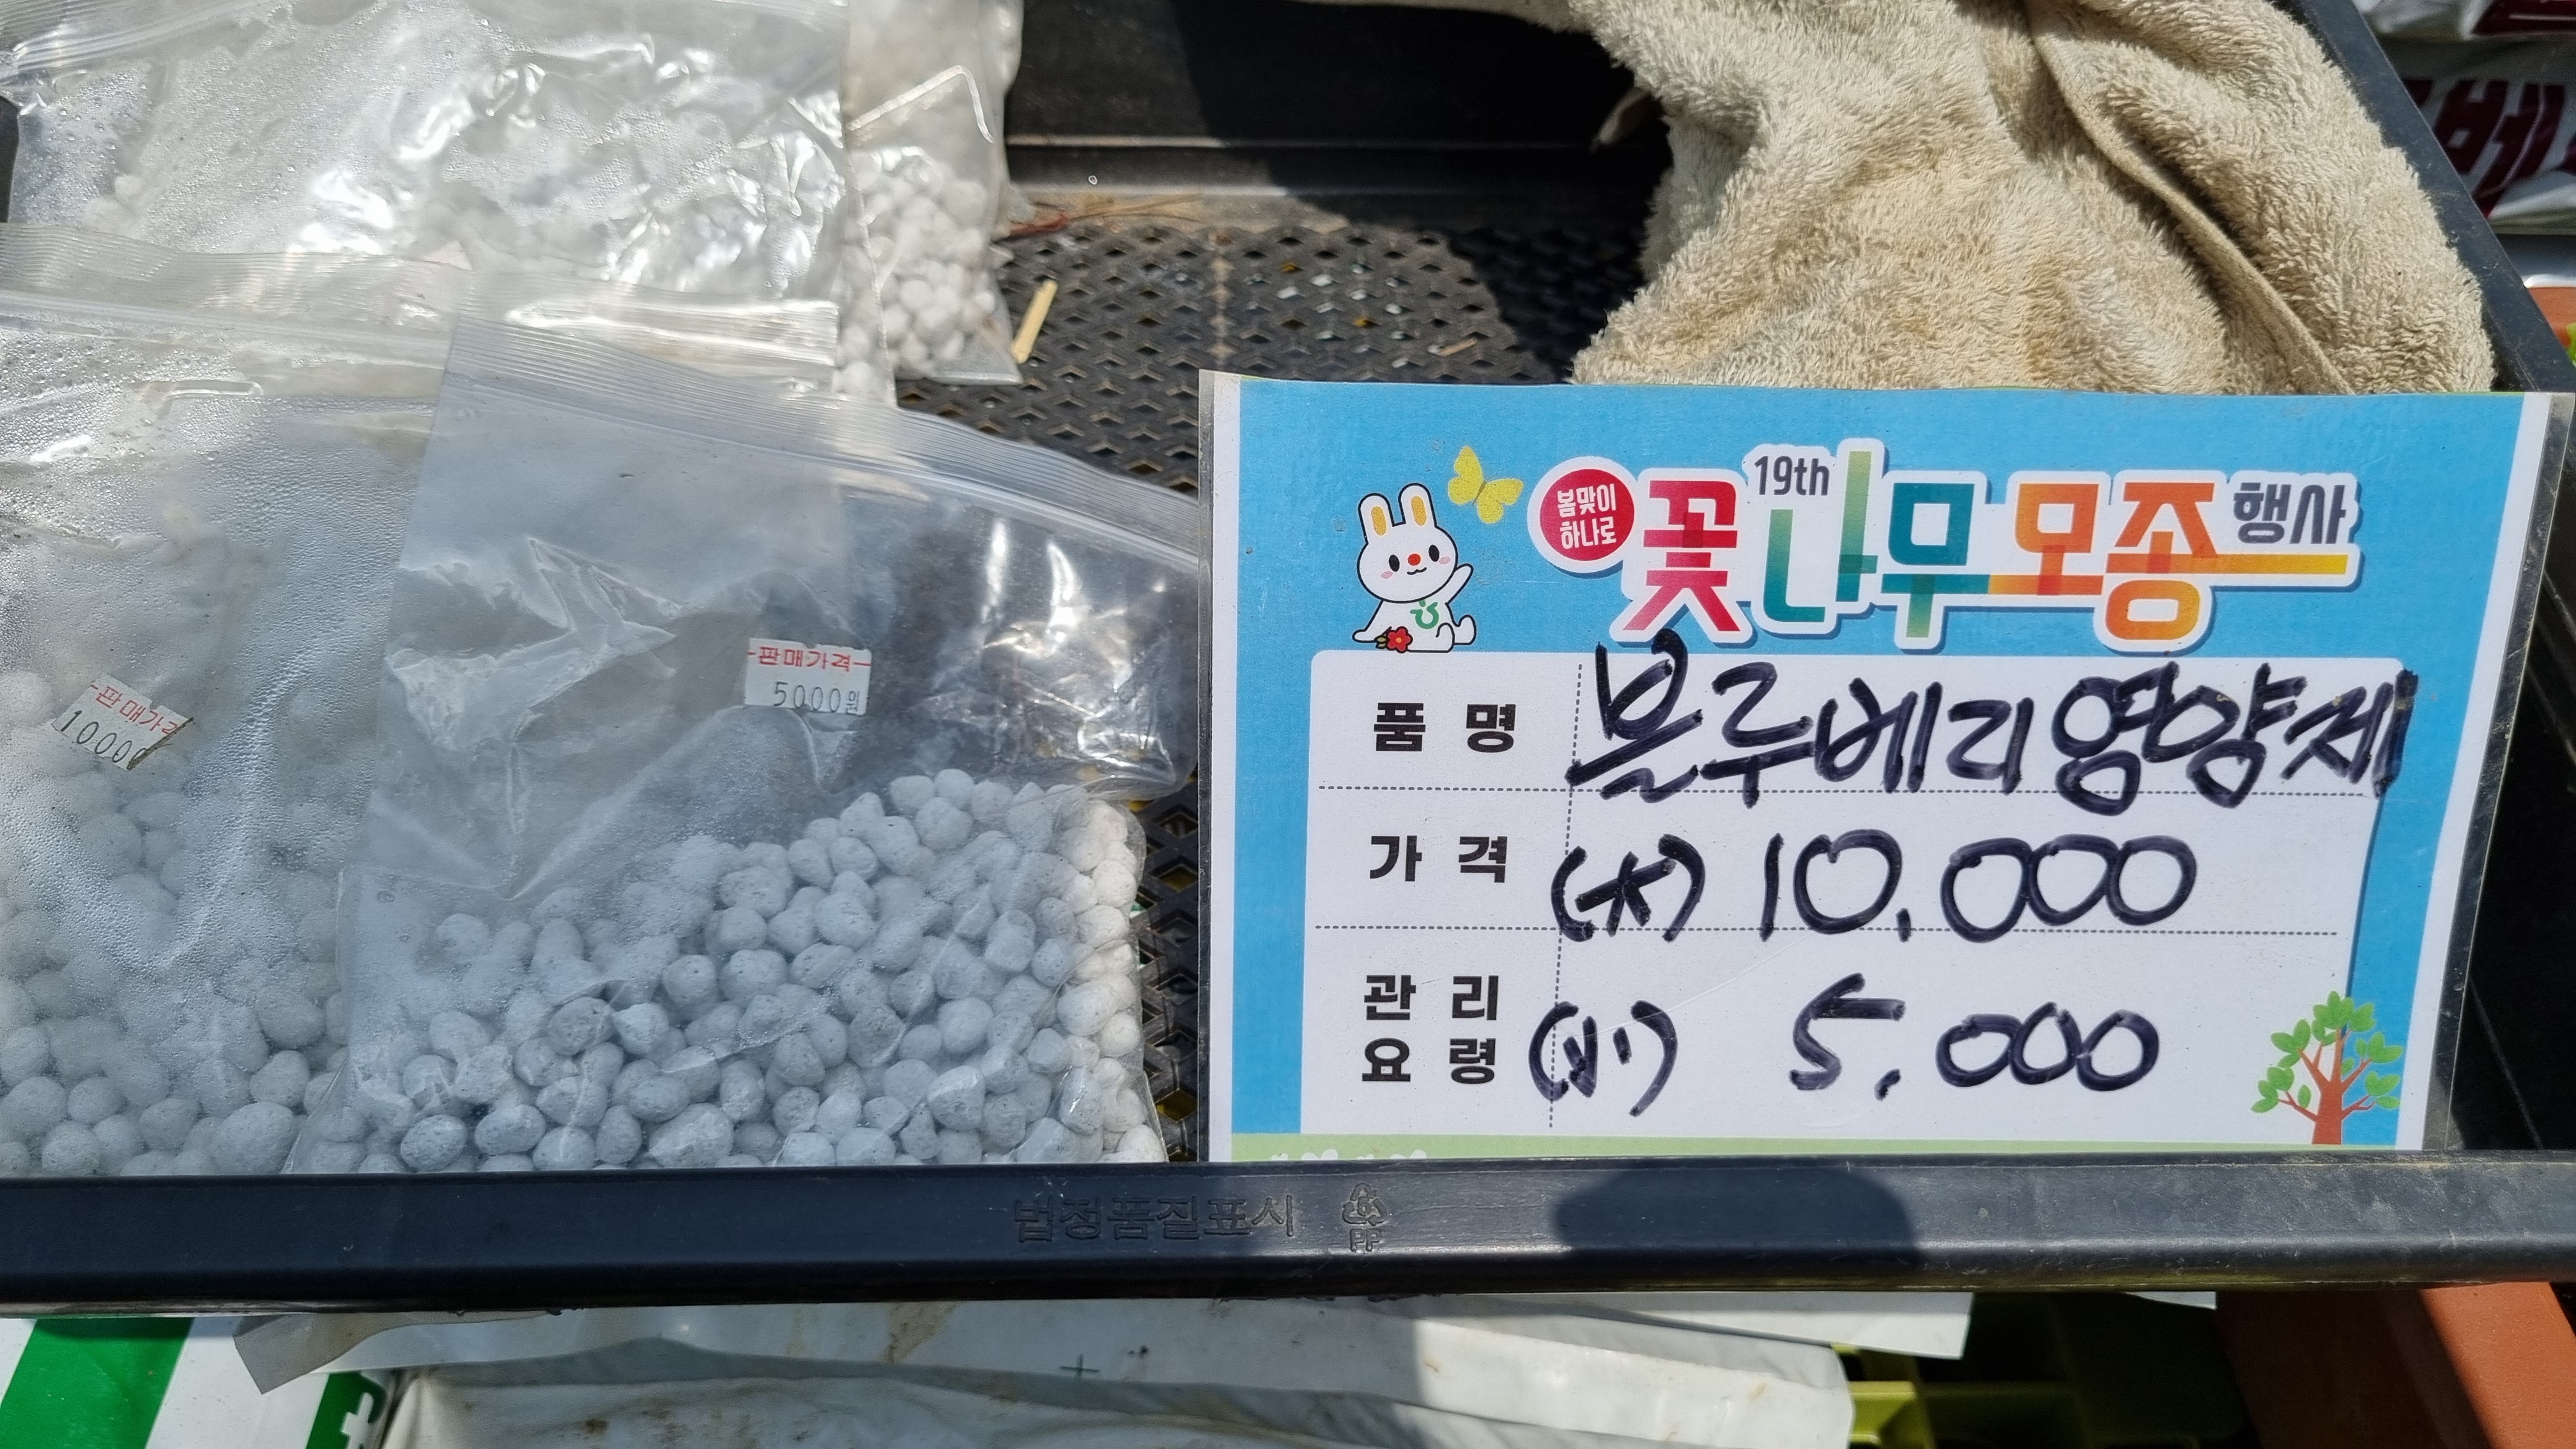 봄맞이
하나로
꽃나무모종 19th 행사
품명 블루베리영양제
가격 (大) 10,000
관리
요령 (小) 5,000
판매가격
5000원
판매가격
10000
법정품질표시
PP